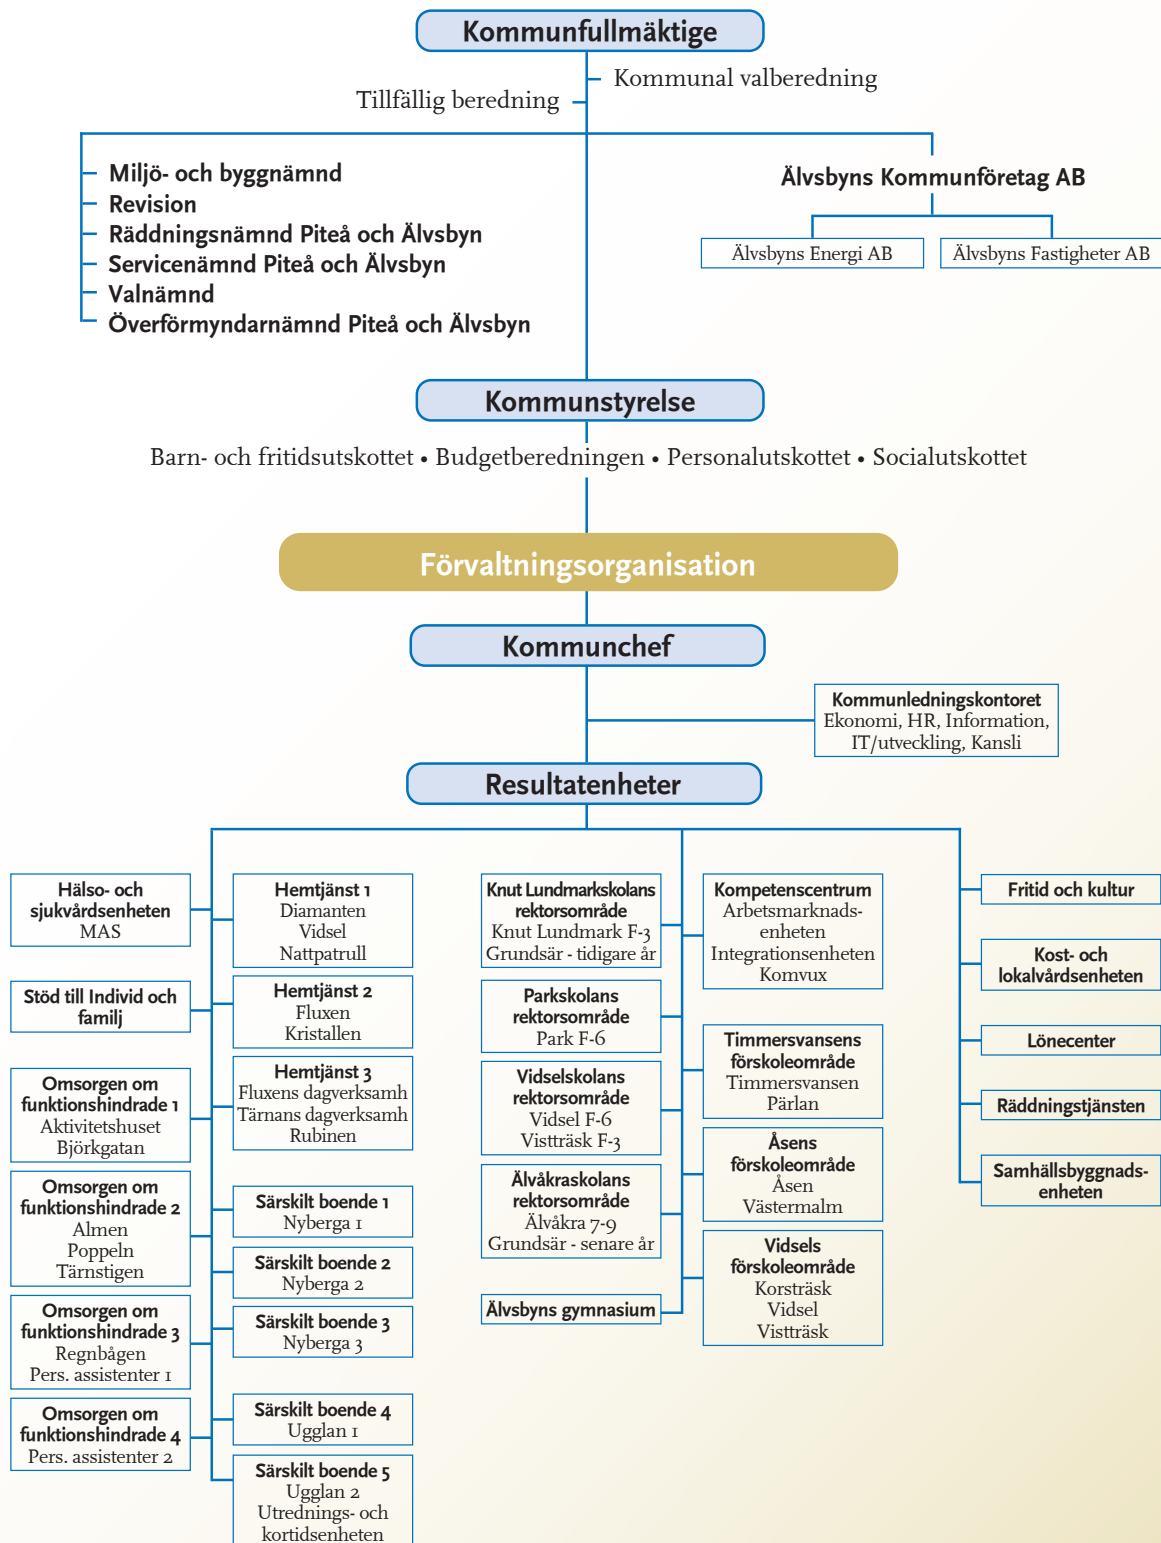 Kommunfullmäktige
Kommunal valberedning
Tillfällig beredning
Miljö- och byggnämnd
Revision
Räddningsnämnd Piteå och Älvsbyn
Servicenämnd Piteå och Älvsbyn
Valnämnd
Överförmyndarnämnd Piteå och Älvsbyn
Älvsbyns Kommunföretag AB
Älvsbyns Energi AB
Älvsbyns Fastigheter AB
Kommunstyrelse
Barn- och fritidsutskottet • Budgetberedningen • Personalutskottet • Socialutskottet
Förvaltningsorganisation
Kommunchef
Kommunledningskontoret
Ekonomi, HR, Information,
IT/utveckling, Kansli
Resultatenheter
Hälso- och
sjukvårdsenheten
MAS
Stöd till Individ och
familj
Omsorgen om
funktionshindrade 1
Aktivitetshuset
Björkgatan
Omsorgen om
funktionshindrade 2
Almen
Poppeln
Tärnstigen
Omsorgen om
funktionshindrade 3
Regnbågen
Pers. assistenter 1
Omsorgen om
funktionshindrade 4
Pers. assistenter 2
Hemtjänst 1
Diamanten
Vidsel
Nattpatrull
Hemtjänst 2
Fluxen
Kristallen
Hemtjänst 3
Fluxens dagverksamh
Tärnans dagverksamh
Rubinen
Särskilt boende 1
Nyberga 1
Särskilt boende 2
Nyberga 2
Särskilt boende 3
Nyberga 3
Särskilt boende 4
Ugglan 1
Särskilt boende 5
Ugglan 2
Utrednings- och
kortidsenheten
Knut Lundmarkskolans
rektorsområde
Knut Lundmark F-3
Grundsär - tidigare år
Parkskolans
rektorsområde
Park F-6
Vidselskolans
rektorsområde
Vidsel F-6
Vistträsk F-3
Älvåkraskolans
rektorsområde
Älvåkra 7-9
Grundsär - senare år
Älvsbyns gymnasium
Kompetenscentrum
Arbetsmarknads-
enheten
Integrationsenheten
Komvux
Timmersvansens
förskoleområde
Timmersvansen
Pärlan
Åsens
förskoleområde
Åsen
Västermalm
Vidsels
förskoleområde
Korsträsk
Vidsel
Vistträsk
Fritid och kultur
Kost- och
lokalvårdsenheten
Lönecenter
Räddningstjänsten
Samhällsbyggnads-
enheten